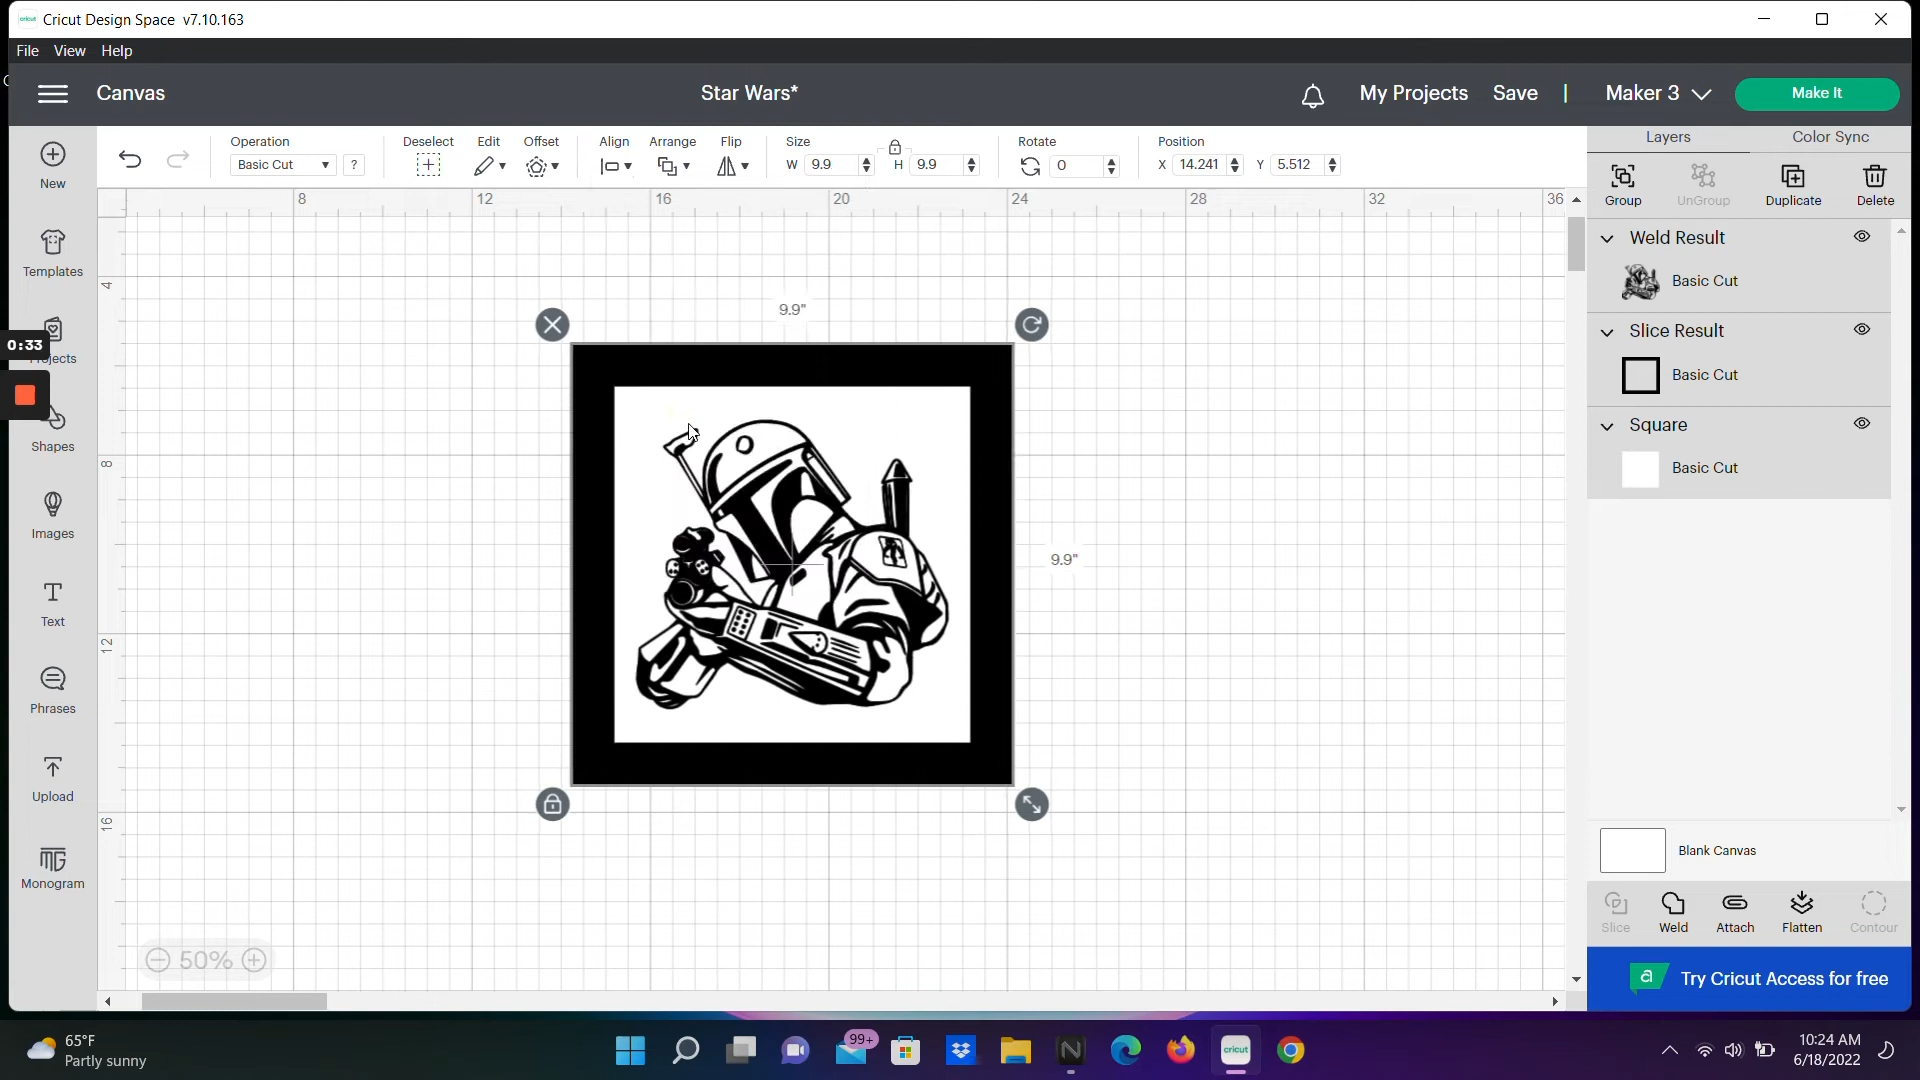 cricut Cricut Design Space v7.10.163
File View Help
Canvas
Star Wars*
My Projects Save | Maker 3 Make It
Operation Deselect Edit Offset Align Arrange Flip Size Rotate Position
Basic Cut ? W 9.9 H 9.9 0 X 14.241 Y 5.512
Layers Color Sync
Group UnGroup Duplicate Delete
8 12 16 20 24 28 32 36
4
8
12
16
New
Templates
0:33
Shapes
Images
Text
Phrases
Upload
MG
Monogram
9.9"
9.9"
Weld Result
Basic Cut
Slice Result
Basic Cut
Square
Basic Cut
Blank Canvas
Slice Weld Attach Flatten Contour
50%
a Try Cricut Access for free
65°F
Partly sunny
99+
N
cricut
10:24 AM
6/18/2022